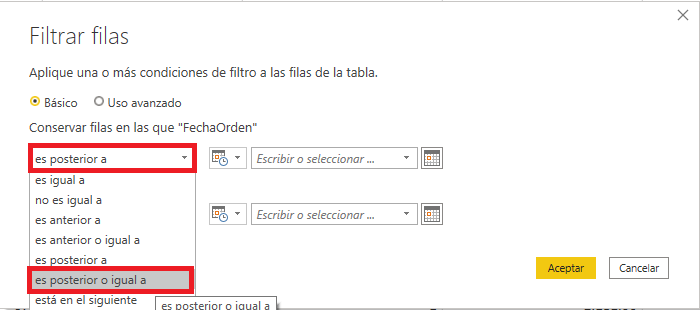 Filtrar filas
Aplique una o más condiciones de filtro a las filas de la tabla.
Básico Uso avanzado
Conservar filas en las que "FechaOrden"
es posterior a Escribir o seleccionar ...
es igual a
no es igual a
es anterior a Escribir o seleccionar ...
es anterior o igual a
es posterior a
es posterior o igual a
Aceptar Cancelar
está en el siguiente
es posterior o igual a